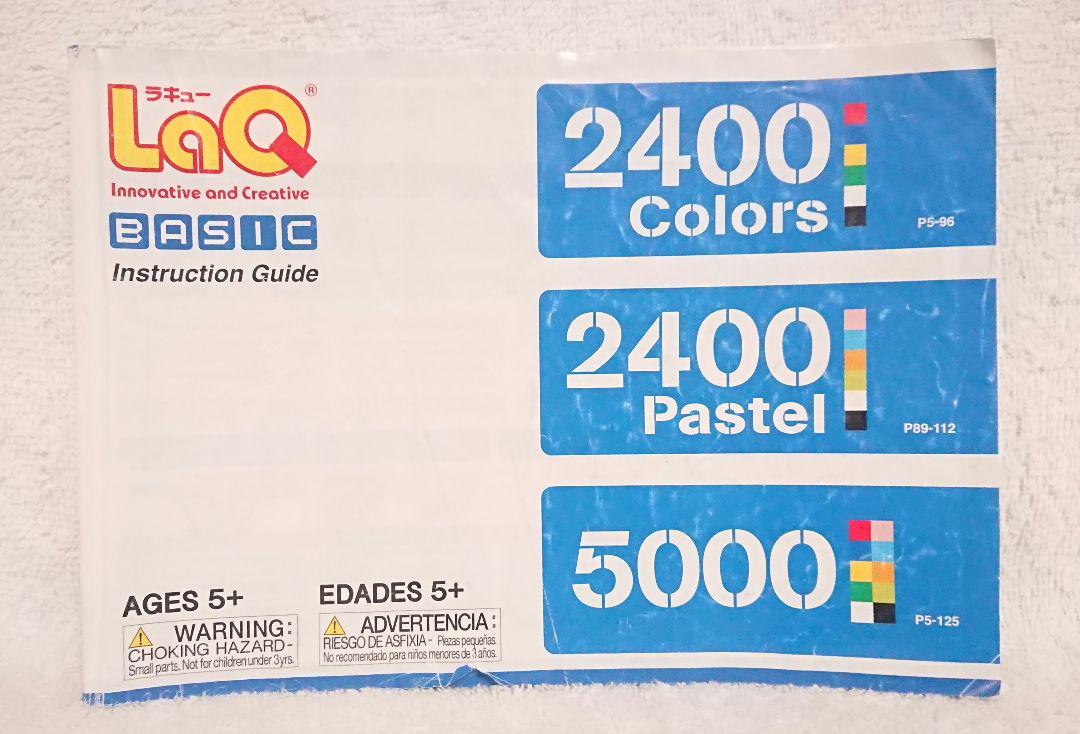 ラキュー
LaQ®
Innovative and Creative
BASIC
Instruction Guide
2400
Colors
P5-96
2400
Pastel
P89-112
5000
P5-125
AGES 5+
WARNING:
CHOKING HAZARD-
Small parts. Not for children under 3yrs.
EDADES 5+
ADVERTENCIA:
RIESGO DE ASFIXIA- Piezas pequeñas.
No recomendado para niños menores de 3 años.